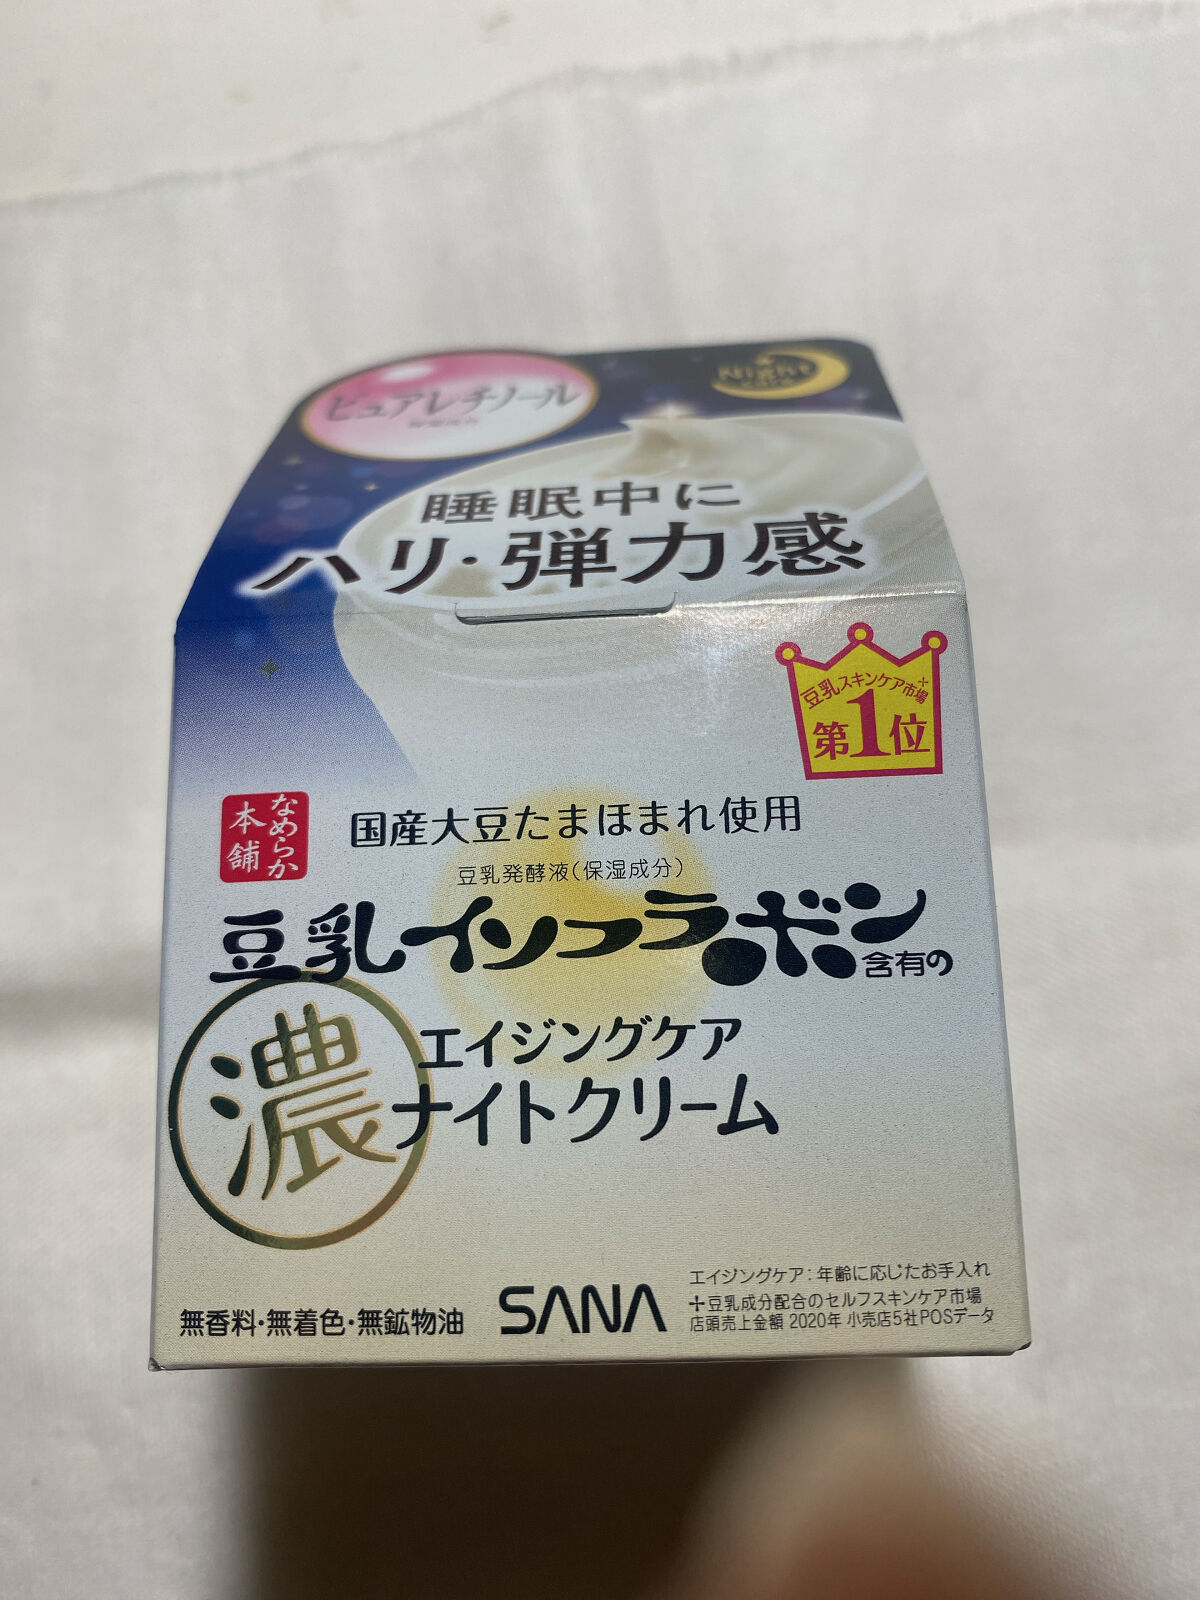 ピュアレチノール
Night
睡眠中に
ハリ・弾力感
豆乳スキンケア市場+
第1位
なめらか
本舗
国産大豆たまほまれ使用
豆乳発酵液(保湿成分)
豆乳イソフラボン含有の
濃
エイジングケア
ナイトクリーム
無香料・無着色・無鉱物油
SANA
エイジングケア:年齢に応じたお手入れ
+豆乳成分配合のセルフスキンケア市場
店頭売上金額 2020年 小売店5社POSデータ